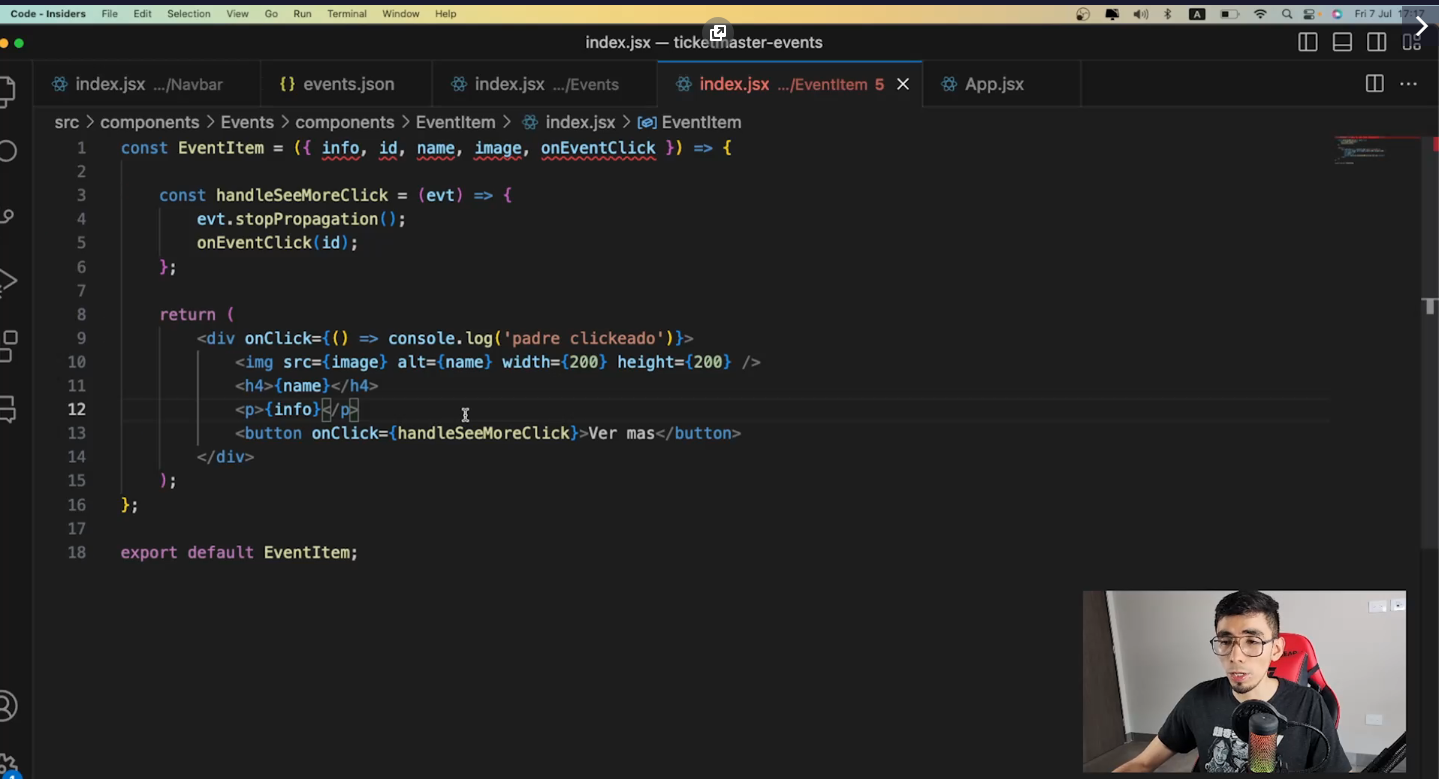 Code - Insiders File Edit Selection View Go Run Terminal Window Help A Fri 7 Jul 17:17
index.jsx — ticketmaster-events
index.jsx .../Navbar {} events.json index.jsx .../Events index.jsx .../EventItem 5 App.jsx
src > components > Events > components > EventItem > index.jsx > EventItem
1 const EventItem = ({ info, id, name, image, onEventClick }) => {
2
3 const handleSeeMoreClick = (evt) => {
4 evt.stopPropagation();
5 onEventClick(id);
6 };
7
8 return (
9 <div onClick={() => console.log('padre clickeado')}>
10 <img src={image} alt={name} width={200} height={200} />
11 <h4>{name}</h4>
12 <p>{info}</p>
13 <button onClick={handleSeeMoreClick}>Ver mas</button>
14 </div>
15 );
16 };
17
18 export default EventItem;